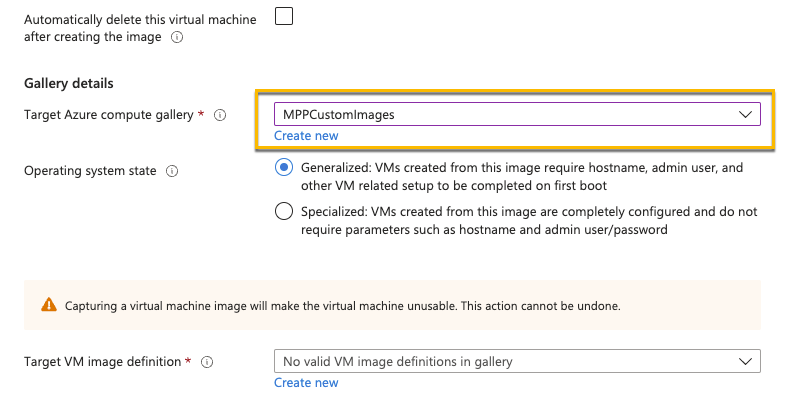 Automatically delete this virtual machine
after creating the image
Gallery details
Target Azure compute gallery *
MPPCustomImages
Create new
Operating system state
Generalized: VMs created from this image require hostname, admin user, and
other VM related setup to be completed on first boot
Specialized: VMs created from this image are completely configured and do not
require parameters such as hostname and admin user/password
Capturing a virtual machine image will make the virtual machine unusable. This action cannot be undone.
Target VM image definition *
No valid VM image definitions in gallery
Create new